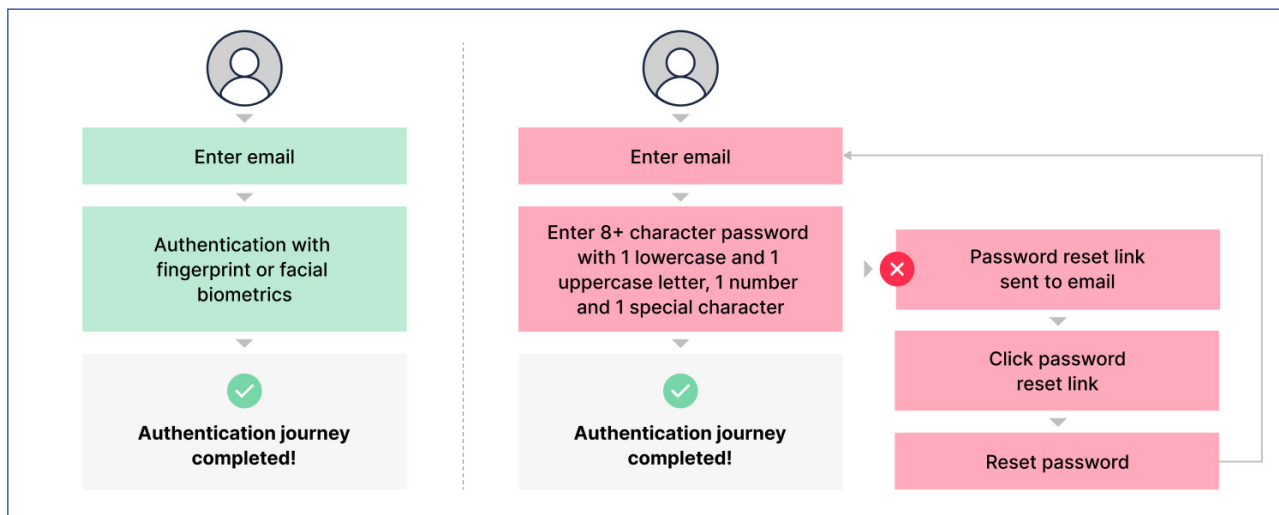 Enter email
Authentication with
fingerprint or facial
biometrics
Authentication journey
completed!
Enter email
Enter 8+ character password
with 1 lowercase and 1
uppercase letter, 1 number
and 1 special character
Authentication journey
completed!
Password reset link
sent to email
Click password
reset link
Reset password